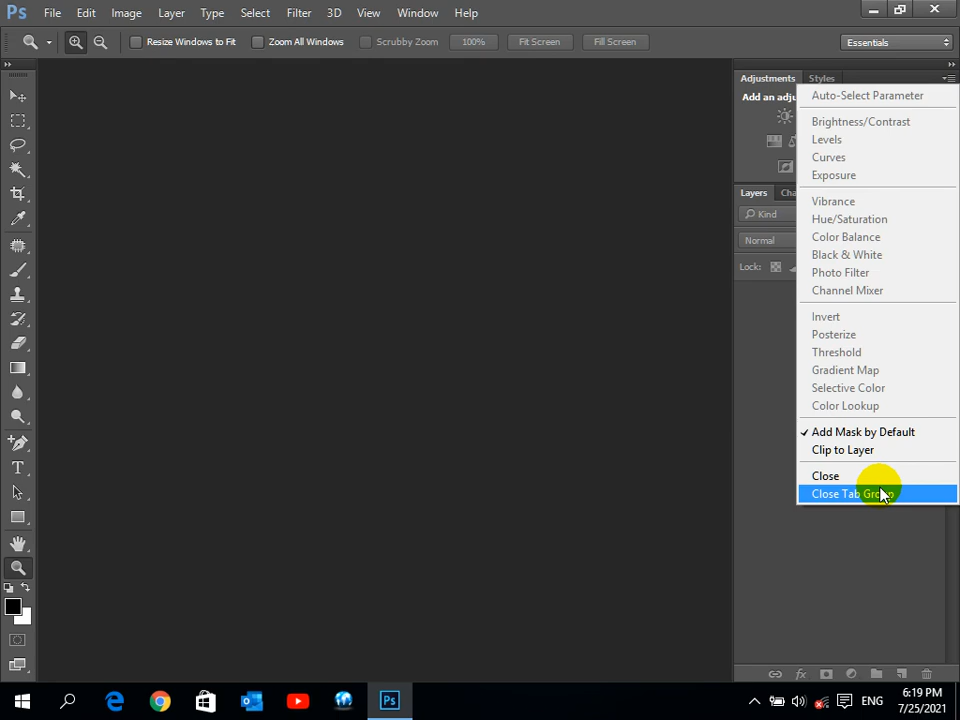 Ps File Edit Image Layer Type Select Filter 3D View Window Help
Resize Windows to Fit Zoom All Windows Scrubby Zoom 100% Fit Screen Fill Screen Essentials
Adjustments Styles
Add an adju
Auto-Select Parameter
Brightness/Contrast
Levels
Curves
Exposure
Layers Cha
Vibrance
Kind
Hue/Saturation
Normal
Color Balance
Black & White
Lock:
Photo Filter
Channel Mixer
Invert
Posterize
Threshold
Gradient Map
Selective Color
Color Lookup
Add Mask by Default
Clip to Layer
Close
Close Tab Group
T
fx
Ps
ENG
6:19 PM
7/25/2021